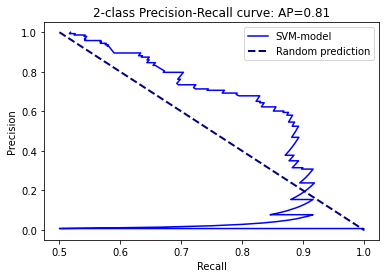 2-class Precision-Recall curve: AP=0.81
SVM-model
Random prediction
Precision
1.0
0.8
0.6
0.4
0.2
0.0
0.5
0.6
0.7
0.8
0.9
1.0
Recall